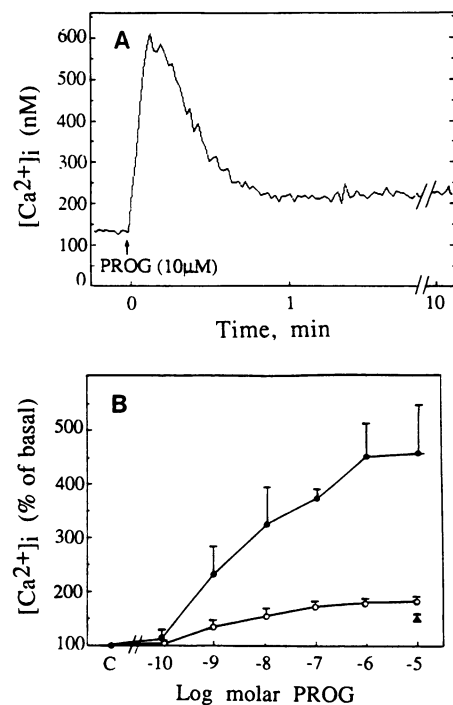 A
[Ca2+]i (nM)
600
500
400
300
200
100
0
PROG (10µM)
0
1
10
Time, min
B
[Ca2+]i (% of basal)
500
400
300
200
100
C
-10
-9
-8
-7
-6
-5
Log molar PROG